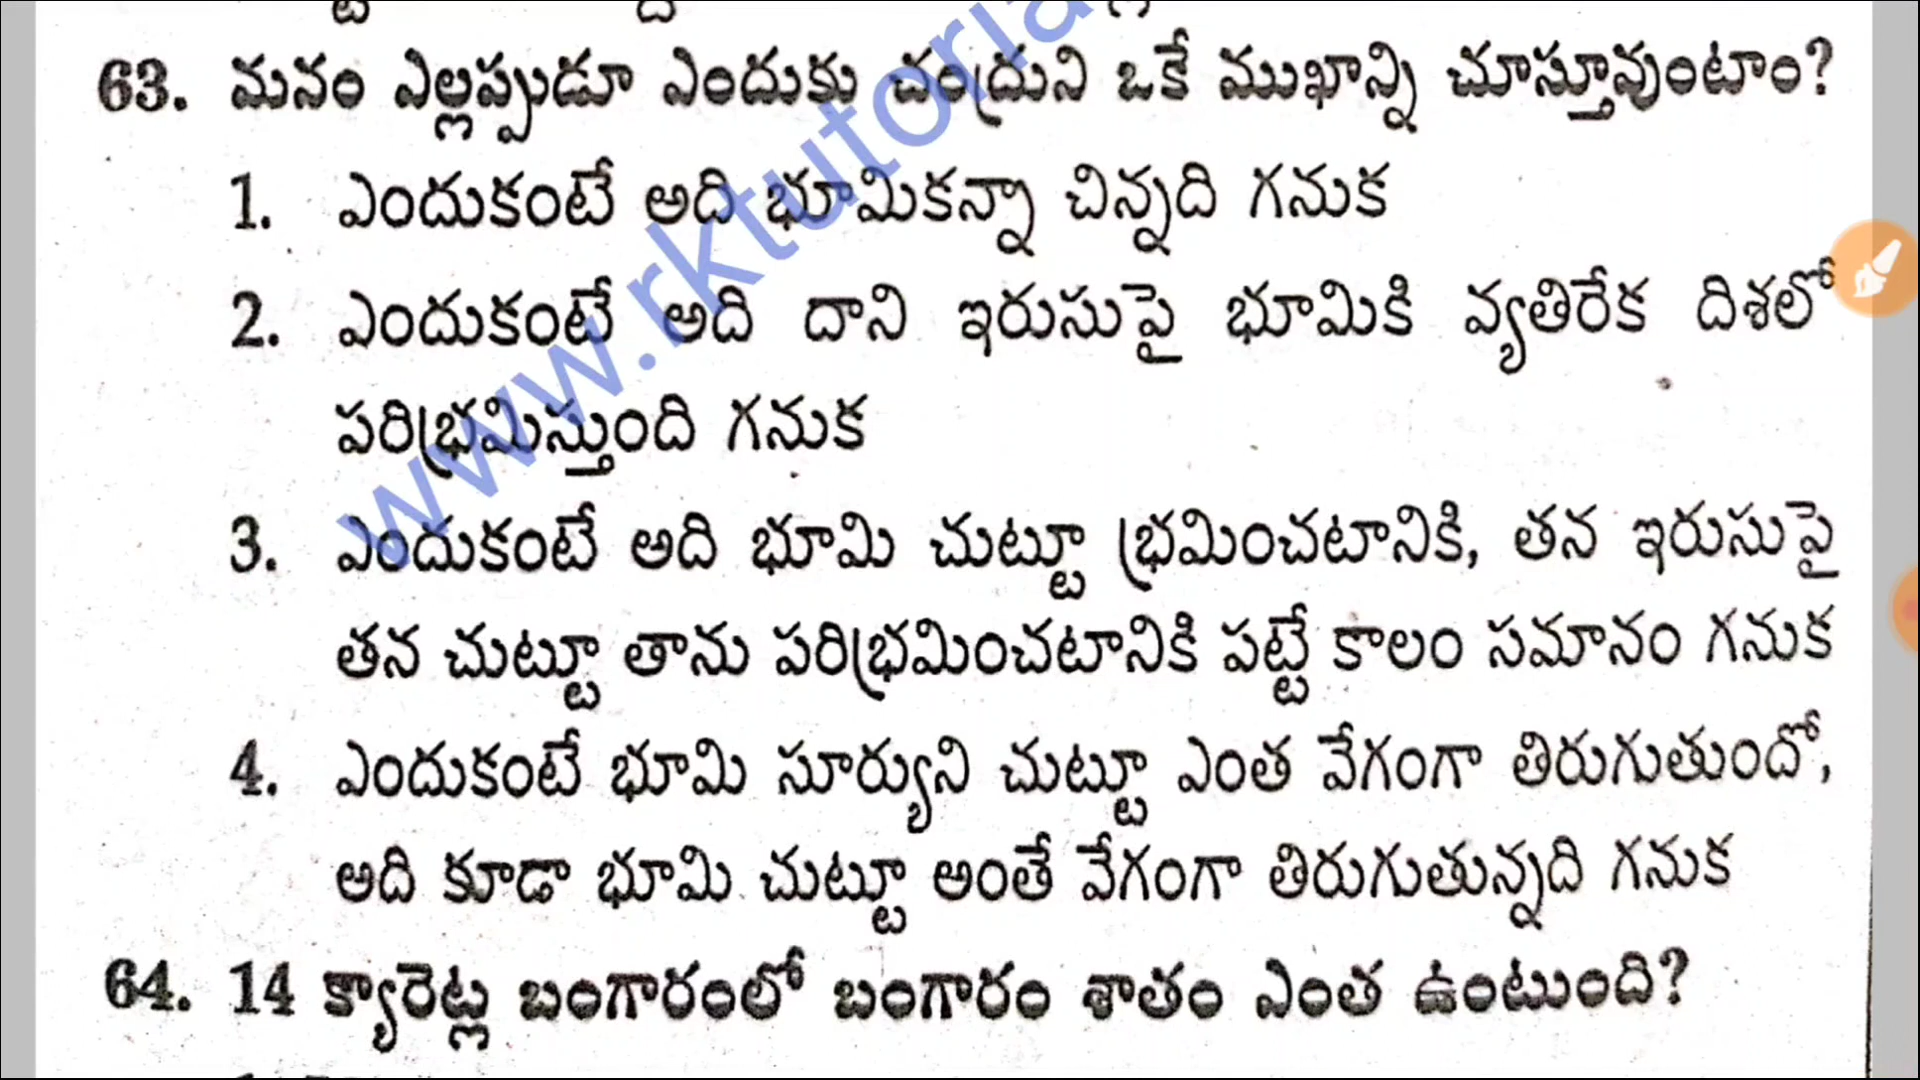 63. మనం ఎల్లప్పుడూ ఎందుకు చంద్రుని ఒకే ముఖాన్ని చూస్తూవుంటాం?
1. ఎందుకంటే అది భూమికన్నా చిన్నది గనుక
2. ఎందుకంటే అది దాని ఇరుసుపై భూమికి వ్యతిరేక దిశలో
పరిభ్రమిస్తుంది గనుక
3. ఎందుకంటే అది భూమి చుట్టూ భ్రమించటానికి, తన ఇరుసుపై
తన చుట్టూ తాను పరిభ్రమించటానికి పట్టే కాలం సమానం గనుక
4. ఎందుకంటే భూమి సూర్యుని చుట్టూ ఎంత వేగంగా తిరుగుతుందో,
అది కూడా భూమి చుట్టూ అంతే వేగంగా తిరుగుతున్నది గనుక
64. 14 క్యారెట్ల బంగారంలో బంగారం శాతం ఎంత ఉంటుంది?
www.rktutoria